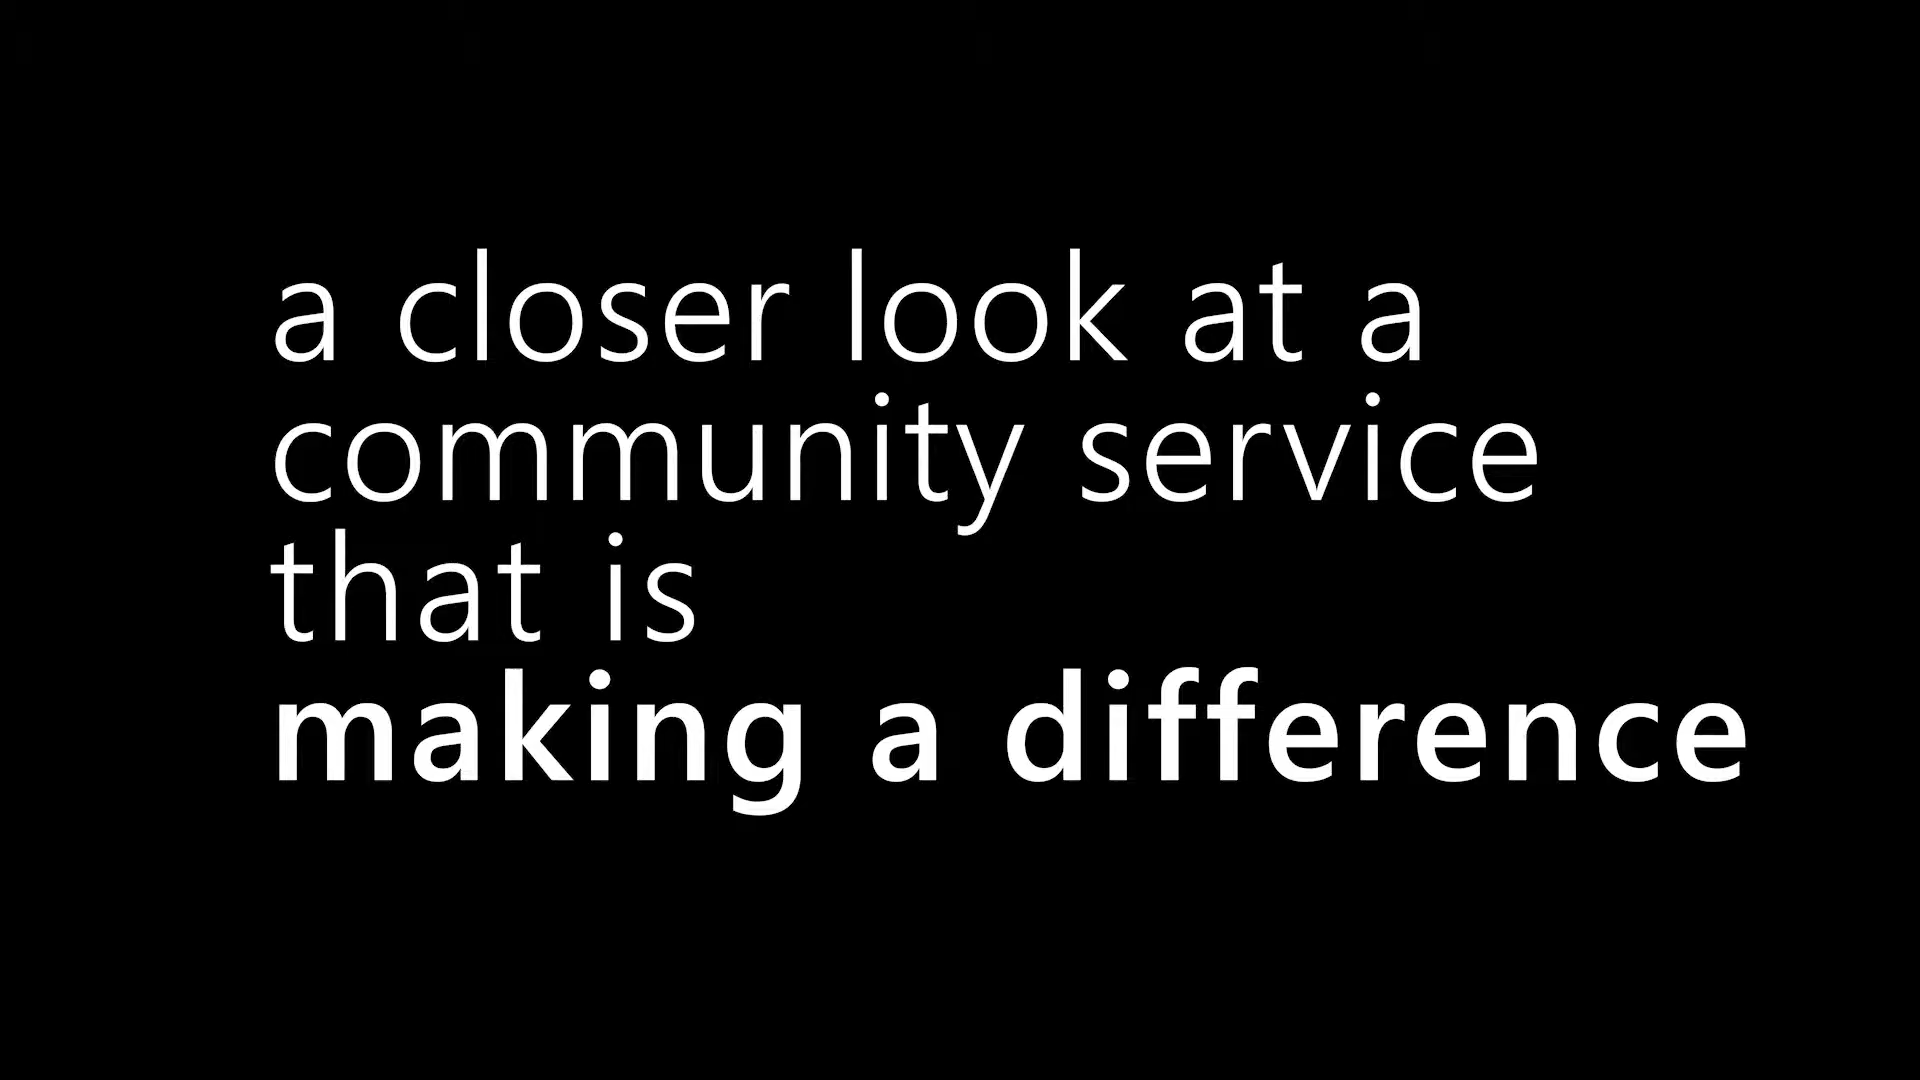 a closer look at a
community service
that is
making a difference